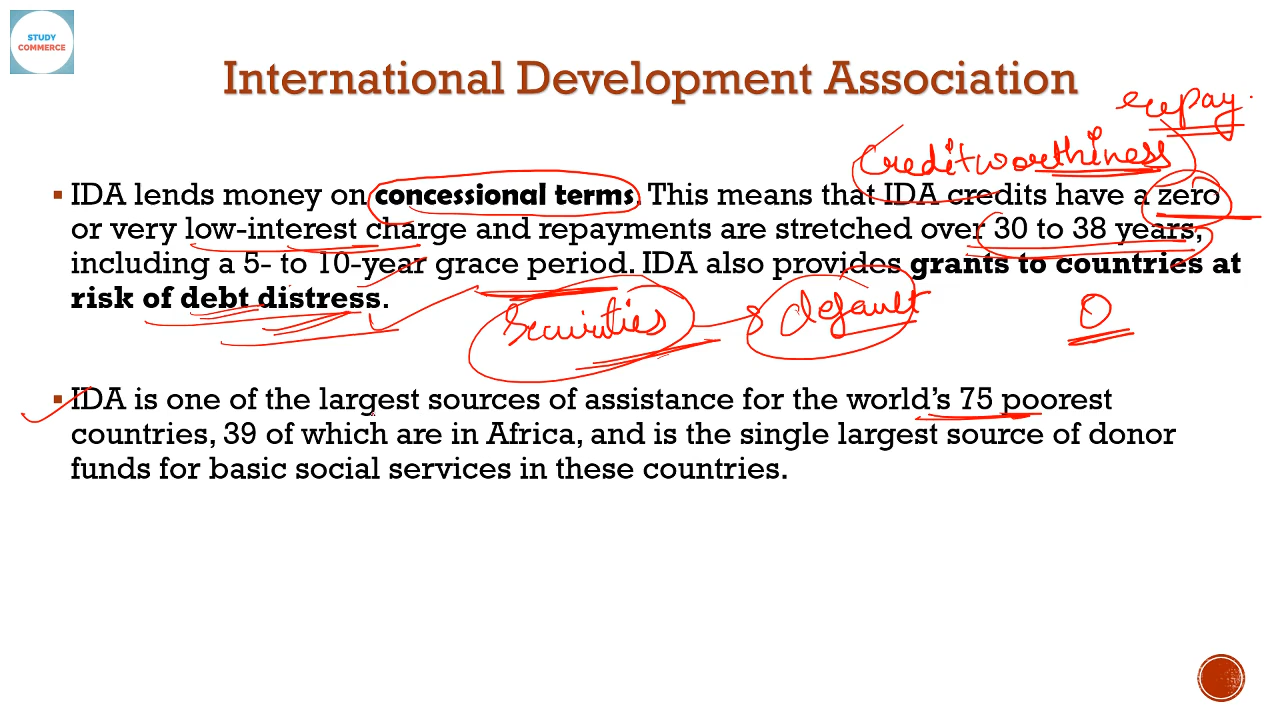 STUDY
COMMERCE
International Development Association
repay
Creditworthiness
▪ IDA lends money on concessional terms. This means that IDA credits have a zero
or very low-interest charge and repayments are stretched over 30 to 38 years,
including a 5- to 10-year grace period. IDA also provides grants to countries at
risk of debt distress.
Securities default 0
▪ IDA is one of the largest sources of assistance for the world's 75 poorest
countries, 39 of which are in Africa, and is the single largest source of donor
funds for basic social services in these countries.